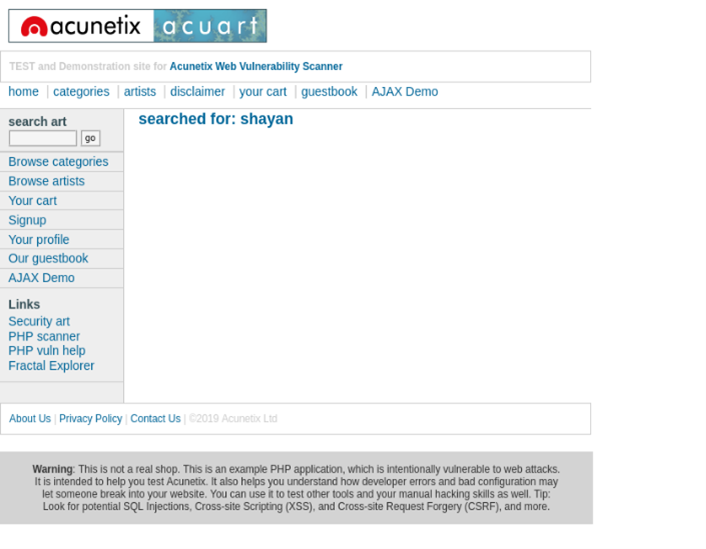 acunetix acuart
TEST and Demonstration site for Acunetix Web Vulnerability Scanner
home | categories | artists | disclaimer | your cart | guestbook | AJAX Demo
search art
go
Browse categories
Browse artists
Your cart
Signup
Your profile
Our guestbook
AJAX Demo
Links
Security art
PHP scanner
PHP vuln help
Fractal Explorer
searched for: shayan
About Us | Privacy Policy | Contact Us | ©2019 Acunetix Ltd
Warning: This is not a real shop. This is an example PHP application, which is intentionally vulnerable to web attacks.
It is intended to help you test Acunetix. It also helps you understand how developer errors and bad configuration may
let someone break into your website. You can use it to test other tools and your manual hacking skills as well. Tip:
Look for potential SQL Injections, Cross-site Scripting (XSS), and Cross-site Request Forgery (CSRF), and more.